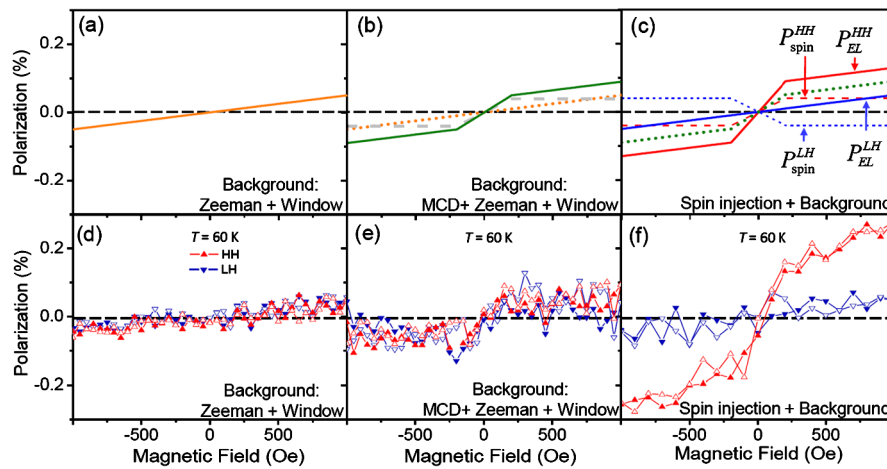 (a)
(b)
(c)
Polarization (%)
0.2
0.0
-0.2
Background:
Zeeman + Window
Background:
MCD+ Zeeman + Window
P_spin^HH
P_EL^HH
P_spin^LH
P_EL^LH
Spin injection + Background
(d)
T = 60 K
HH
LH
(e)
T = 60 K
(f)
T = 60 K
Polarization (%)
0.2
0.0
-0.2
Background:
Zeeman + Window
Background:
MCD+ Zeeman + Window
Spin injection + Background
-500 0 500
-500 0 500
-500 0 500
Magnetic Field (Oe)
Magnetic Field (Oe)
Magnetic Field (Oe)